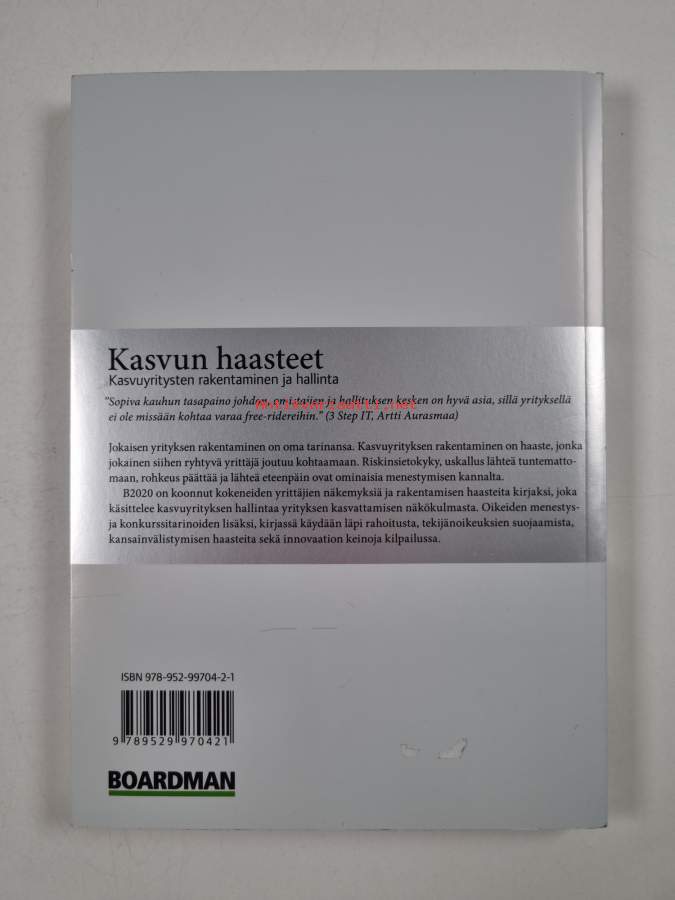 Kasvun haasteet
Kasvuyritysten rakentaminen ja hallinta
"Sopiva kauhun tasapaino johdon, omistajien ja hallituksen kesken on hyvä asia, sillä yrityksellä
ei ole missään kohtaa varaa free-ridereihin." (3 Step IT, Artti Aurasmaa)
Jokaisen yrityksen rakentaminen on oma tarinansa. Kasvuyrityksen rakentaminen on haaste, jonka
jokainen siihen ryhtyvä yrittäjä joutuu kohtaamaan. Riskinsietokyky, uskallus lähteä tuntematto-
maan, rohkeus päättää ja lähteä eteenpäin ovat ominaisia menestymisen kannalta.
B2020 on koonnut kokeneiden yrittäjien näkemyksiä ja rakentamisen haasteita kirjaksi, joka
käsittelee kasvuyrityksen hallintaa yrityksen kasvattamisen näkökulmasta. Oikeiden menestys-
ja konkurssitarinoiden lisäksi, kirjassa käydään läpi rahoitusta, tekijänoikeuksien suojaamista,
kansainvälistymisen haasteita sekä innovaation keinoja kilpailussa.
ISBN 978-952-99704-2-1
9 789529 970421
BOARDMAN